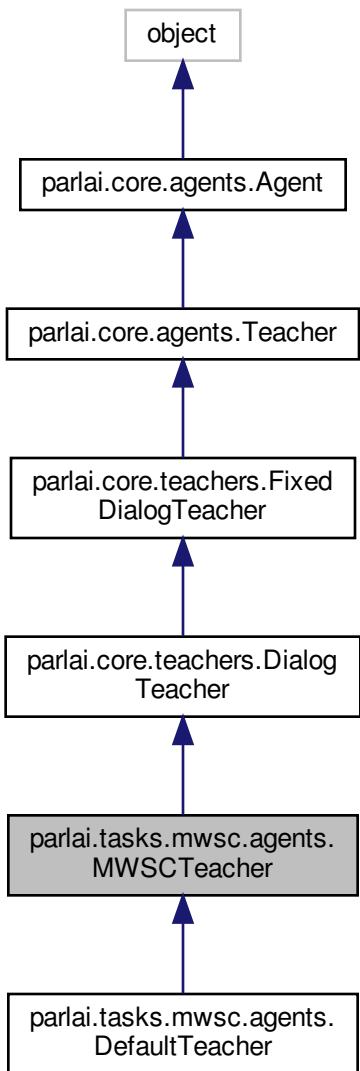 object
parlai.core.agents.Agent
parlai.core.agents.Teacher
parlai.core.teachers.Fixed
DialogTeacher
parlai.core.teachers.Dialog
Teacher
parlai.tasks.mwsc.agents.
MWSCTeacher
parlai.tasks.mwsc.agents.
DefaultTeacher